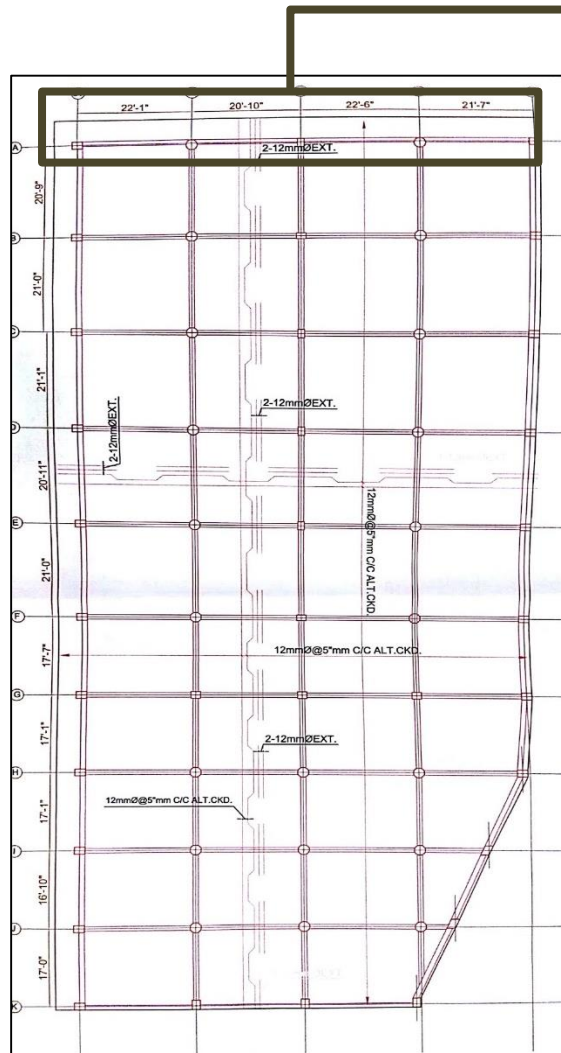 22'-1" 20'-10" 22'-6" 21'-7"
A
2-12mmØEXT.
20'-9"
B
21'-0"
C
21'-1"
2-12mmØEXT.
D
2-12mmØEXT.
20'-11"
E
12mmØ@5"mm C/C ALT.CKD.
21'-0"
F
17'-7"
12mmØ@5"mm C/C ALT.CKD.
G
17'-1"
2-12mmØEXT.
H
12mmØ@5"mm C/C ALT.CKD.
17'-1"
I
16'-10"
J
17'-0"
K